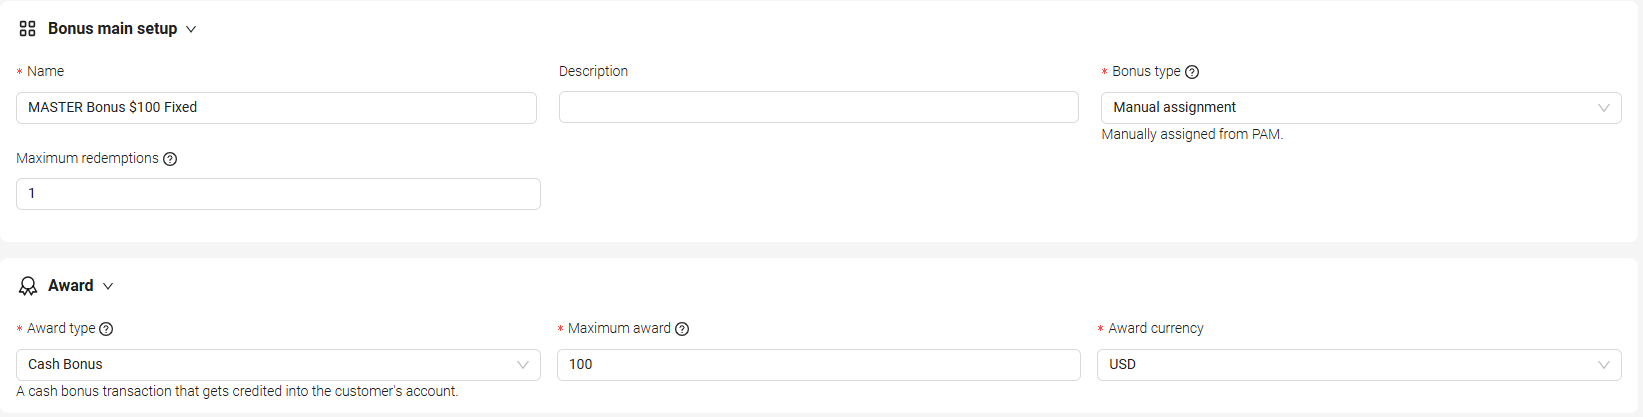 Bonus main setup
* Name
Description
* Bonus type
MASTER Bonus $100 Fixed
Manual assignment
Manually assigned from PAM.
Maximum redemptions
1
Award
* Award type
* Maximum award
* Award currency
Cash Bonus
100
USD
A cash bonus transaction that gets credited into the customer's account.